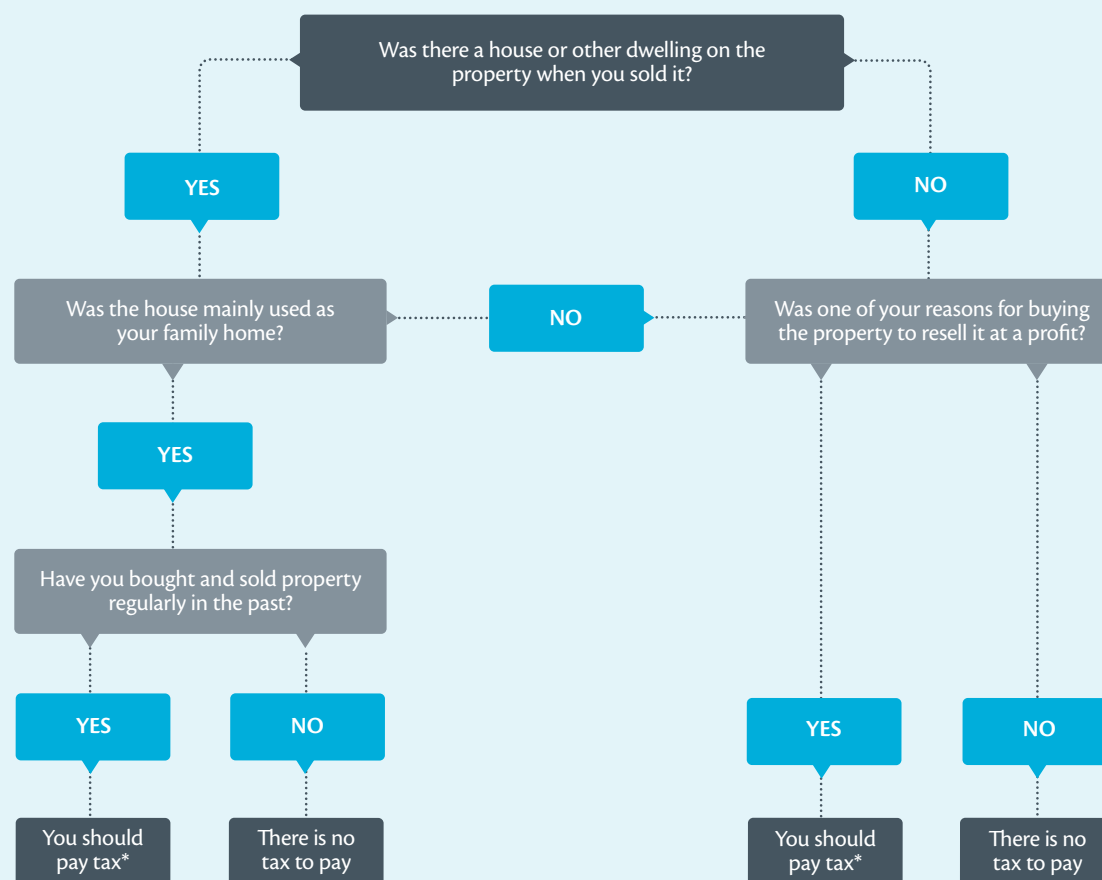 Was there a house or other dwelling on the
property when you sold it?
YES
NO
Was the house mainly used as
your family home?
NO
Was one of your reasons for buying
the property to resell it at a profit?
YES
Have you bought and sold property
regularly in the past?
YES
NO
YES
NO
You should
pay tax*
There is no
tax to pay
You should
pay tax*
There is no
tax to pay